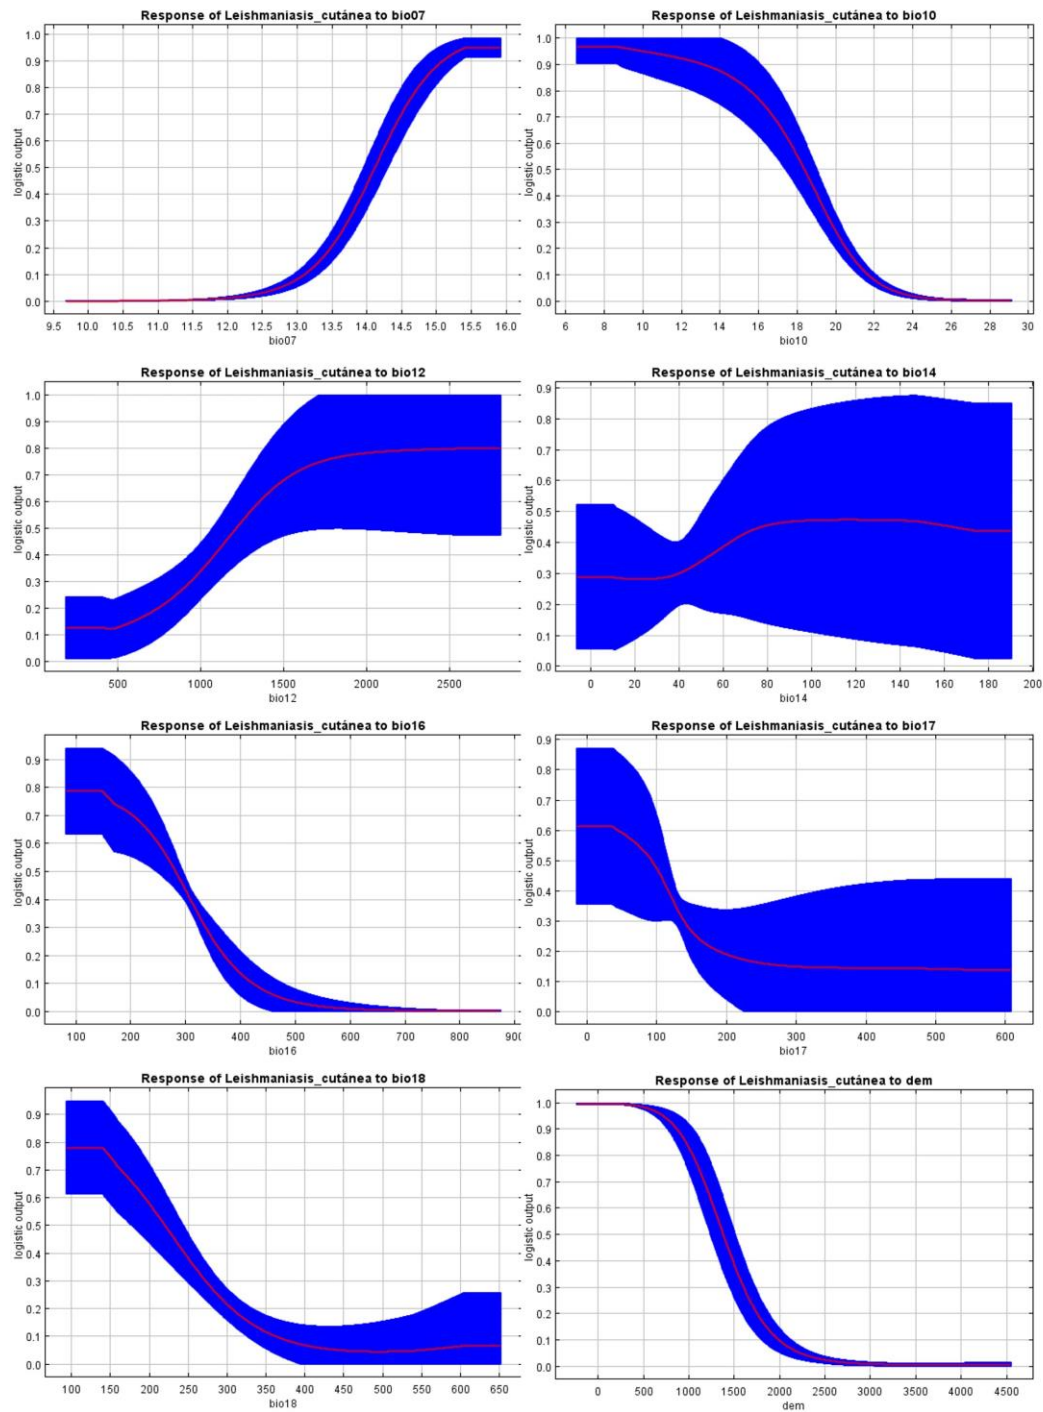 Response of Leishmaniasis_cutánea to bio07
logistic output
1.0
0.9
0.8
0.7
0.6
0.5
0.4
0.3
0.2
0.1
0.0
9.5 10.0 10.5 11.0 11.5 12.0 12.5 13.0 13.5 14.0 14.5 15.0 15.5 16.0
bio07
Response of Leishmaniasis_cutánea to bio10
logistic output
1.0
0.9
0.8
0.7
0.6
0.5
0.4
0.3
0.2
0.1
0.0
6 8 10 12 14 16 18 20 22 24 26 28 30
bio10
Response of Leishmaniasis_cutánea to bio12
logistic output
1.0
0.9
0.8
0.7
0.6
0.5
0.4
0.3
0.2
0.1
0.0
500 1000 1500 2000 2500
bio12
Response of Leishmaniasis_cutánea to bio14
logistic output
0.9
0.8
0.7
0.6
0.5
0.4
0.3
0.2
0.1
0.0
0 20 40 60 80 100 120 140 160 180 200
bio14
Response of Leishmaniasis_cutánea to bio16
logistic output
0.9
0.8
0.7
0.6
0.5
0.4
0.3
0.2
0.1
0.0
100 200 300 400 500 600 700 800
bio16
Response of Leishmaniasis_cutánea to bio17
logistic output
0.9
0.8
0.7
0.6
0.5
0.4
0.3
0.2
0.1
0.0
0 100 200 300 400 500 600
bio17
Response of Leishmaniasis_cutánea to bio18
logistic output
0.9
0.8
0.7
0.6
0.5
0.4
0.3
0.2
0.1
0.0
100 150 200 250 300 350 400 450 500 550 600 650
bio18
Response of Leishmaniasis_cutánea to dem
logistic output
1.0
0.9
0.8
0.7
0.6
0.5
0.4
0.3
0.2
0.1
0.0
0 500 1000 1500 2000 2500 3000 3500 4000 4500
dem